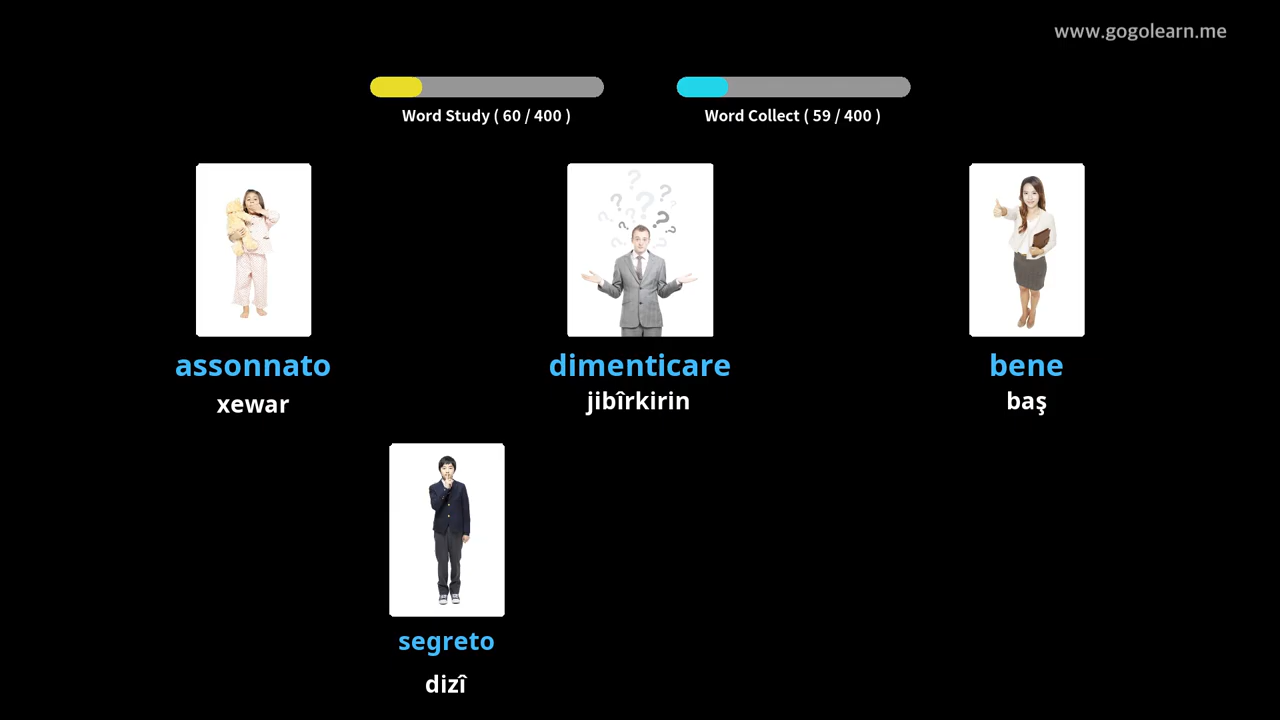 www.gogolearn.me
Word Study ( 60 / 400 )
Word Collect ( 59 / 400 )
assonnato
xewar
dimenticare
jibîrkirin
bene
baş
segreto
dizî